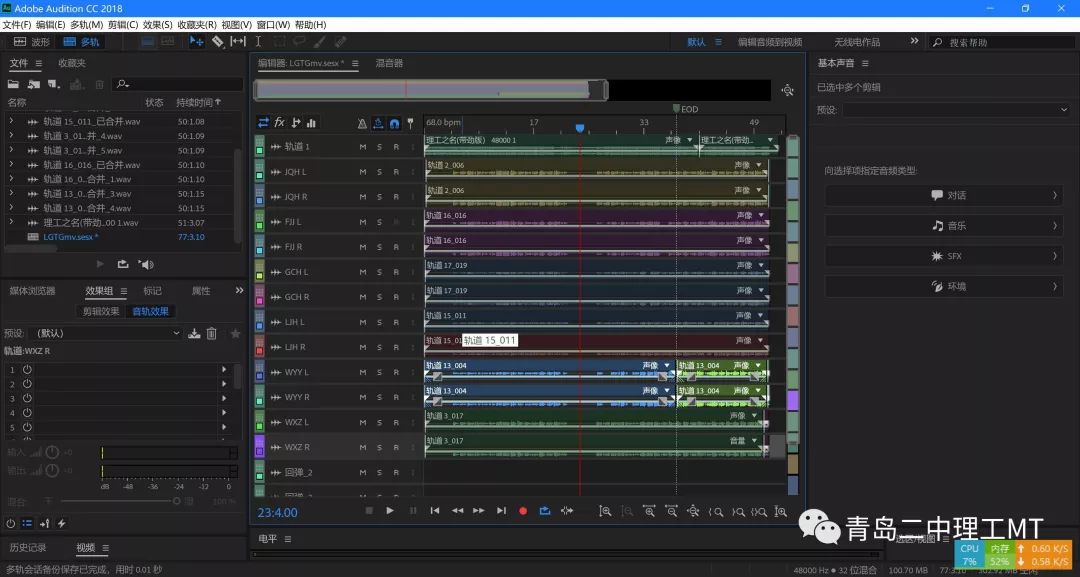 Adobe Audition CC 2018
文件(F) 编辑(E) 多轨(M) 剪辑(C) 效果(S) 收藏夹(R) 视图(V) 窗口(W) 帮助(H)
波形 多轨 默认 编辑音频到视频 无线电作品 搜索帮助
文件 收藏夹
名称 状态 持续时间
轨道 15_011_已合并.wav 50:1.08
轨道 3_01..并_4.wav 50:1.09
轨道 3_01..并_5.wav 50:1.09
轨道 16_016_已合并.wav 50:1.10
轨道 16_0..合并_1.wav 50:1.10
轨道 13_0..合并_3.wav 50:1.15
轨道 13_0..合并_4.wav 50:1.15
理工之名(带动..00 1.wav 51:3.07
LGTGmv.sesx * 77:3.10
媒体浏览器 效果组 标记 属性
剪辑效果 音轨效果
预设: (默认)
轨道:WXZ R
1
2
3
4
5
输入: +0
输出: +0
dB -48 -36 -24 -12 0
混合: 干 湿 100 %
历史记录 视频
多轨会话备份保存已完成，用时 0.01 秒
编辑器: LGTGmv.sesx * 混音器
EOD
68.0 bpm 17 33 49
轨道 1 M S R I 理工之名(带劲版) 48000 1 声像 理工之名(带劲...
JQH L M S R 轨道 2_006 声像
JQH R M S R 轨道 2_006 声像
FJJ L M S R 轨道 16_016 声像
FJJ R M S R 轨道 16_016 声像
GCH L M S R 轨道 17_019 声像
GCH R M S R 轨道 17_019 声像
LJH L M S R 轨道 15_011 声像
LJH R M S R 轨道 15_01 轨道 15_011 声像
WYY L M S R 轨道 13_004 声像 轨道 13_004 声像
WYY R M S R 轨道 13_004 声像 轨道 13_004 声像
WXZ L M S R 轨道 3_017 声像
WXZ R M S R 轨道 3_017 音量
回弹_2 M S R
23:4.00
电平
基本声音
已选中多个剪辑
预设:
向选择项指定音频类型:
对话
音乐
SFX
环境
青岛二中理工MT
选区/视图
CPU 内存 0.60 K/S
7% 52% 0.58 K/S
48000 Hz ● 32 位混合 100.70 MB 77:3.10